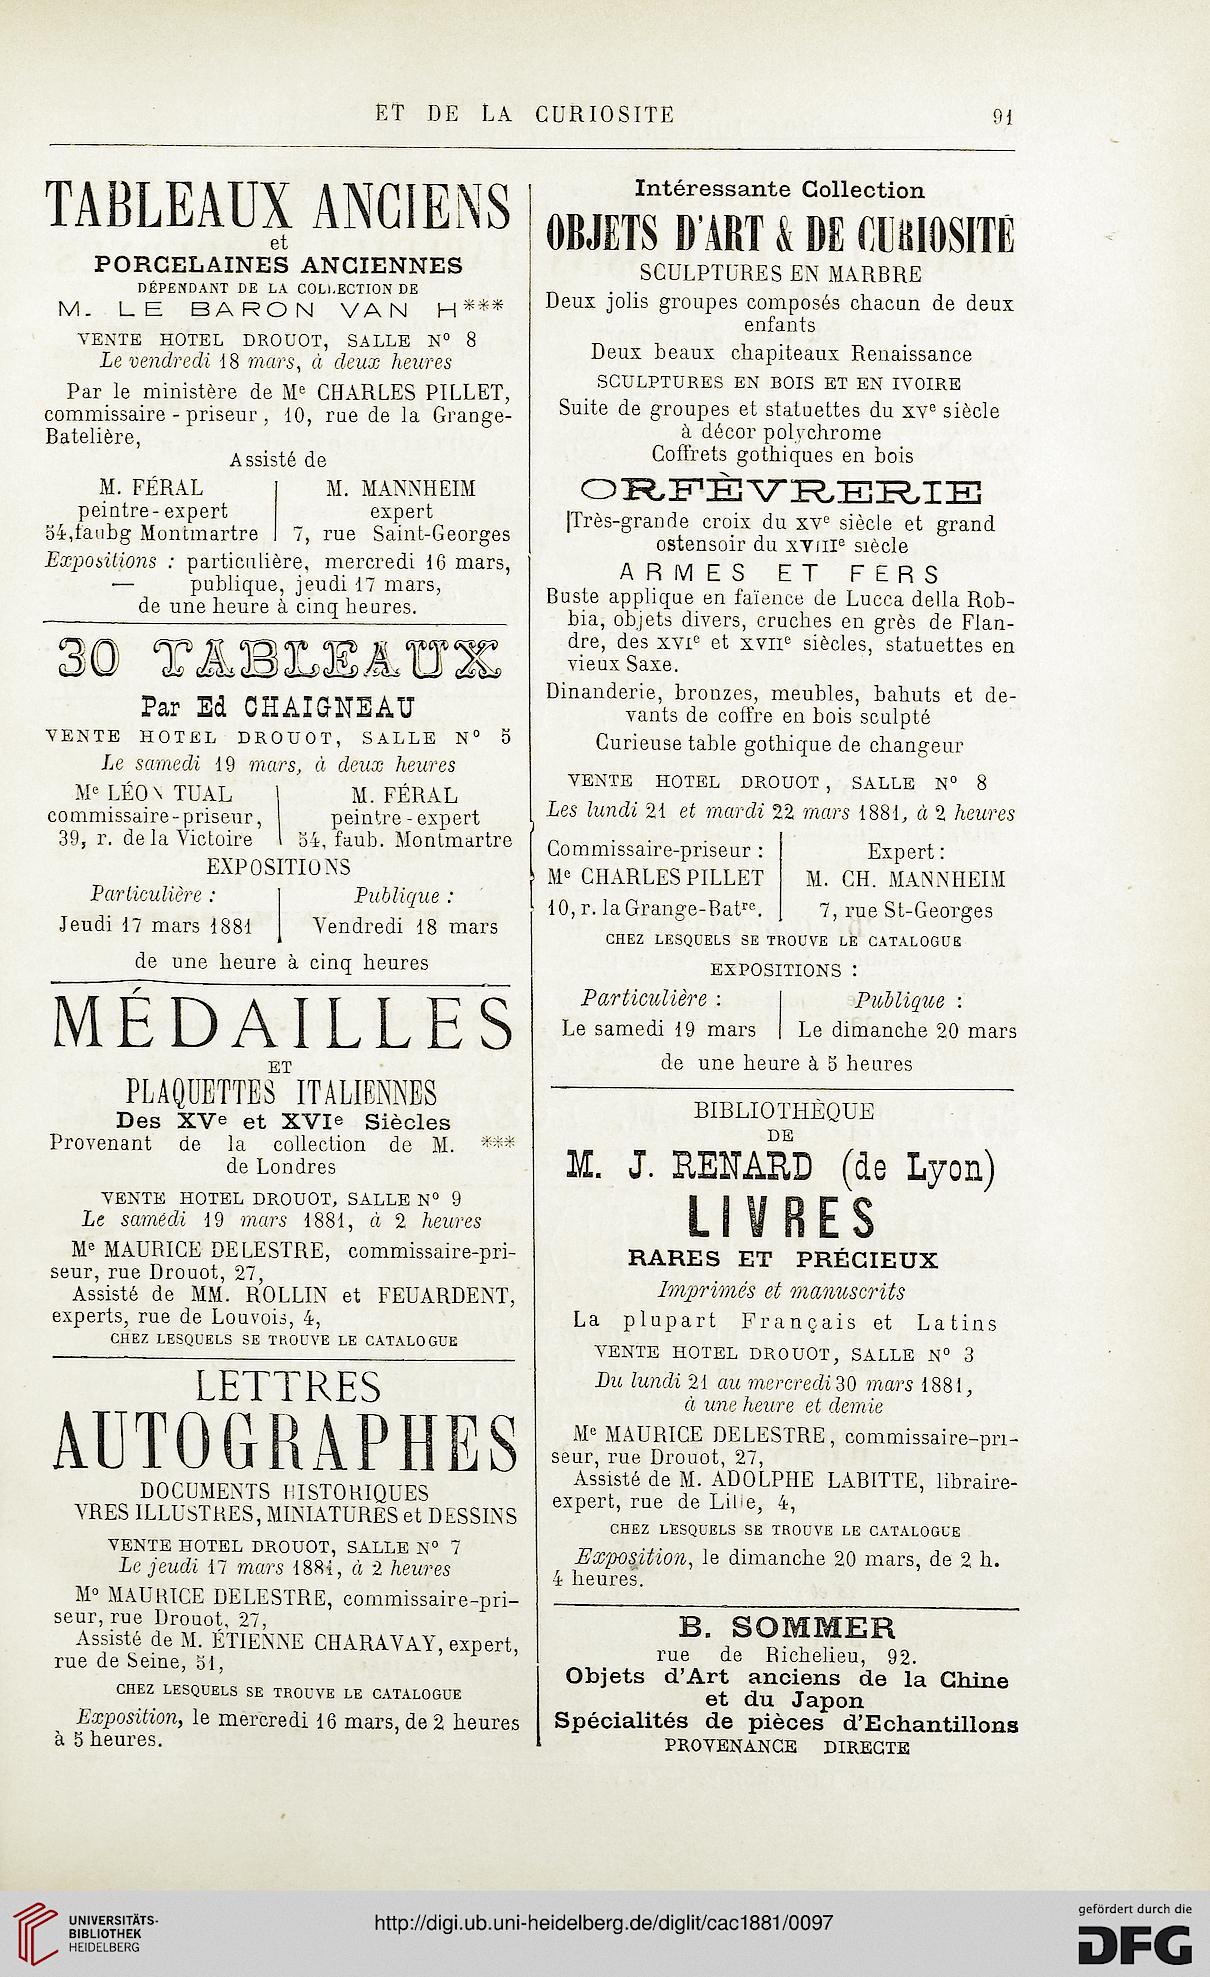 ET DE LA CURIOSITE 91
TABLEAUX ANCIENS
et
PORCELAINES ANCIENNES
DÉPENDANT DE LA COLLECTION DE
M. LE BARON VAN H***
VENTE HOTEL DROUOT, SALLE N° 8
Le vendredi 18 mars, à deux heures
Par le ministère de Me CHARLES PILLET,
commissaire-priseur, 10, rue de la Grange-
Batelière,
Assisté de
M. FÉRAL
peintre-expert
54, faubg Montmartre
M. MANNHEIM
expert
7, rue Saint-Georges
Expositions : particulière, mercredi 16 mars,
— publique, jeudi 17 mars,
de une heure à cinq heures.
30 TABLEAUX
Par Ed CHAIGNEAU
VENTE HOTEL DROUOT, SALLE N° 5
Le samedi 19 mars, à deux heures
Me LÉON TUAL
commissaire-priseur,
39, r. de la Victoire
M. FÉRAL
peintre-expert
54, faub. Montmartre
EXPOSITIONS
Particulière :
Jeudi 17 mars 1881
Publique :
Vendredi 18 mars
de une heure à cinq heures
MÉDAILLES
ET
PLAQUETTES ITALIENNES
Des XVe et XVIe Siècles
Provenant de la collection de M. ***
de Londres
VENTE HOTEL DROUOT, SALLE N° 9
Le samédi 19 mars 1881, à 2 heures
Me MAURICE DELESTRE, commissaire-pri-
seur, rue Drouot, 27,
Assisté de MM. ROLLIN et FEUARDENT,
experts, rue de Louvois, 4,
CHEZ LESQUELS SE TROUVE LE CATALOGUE
LETTRES
AUTOGRAPHES
DOCUMENTS HISTORIQUES
VRES ILLUSTRES, MINIATURES et DESSINS
VENTE HOTEL DROUOT, SALLE N° 7
Le jeudi 17 mars 1881, à 2 heures
M° MAURICE DELESTRE, commissaire-pri-
seur, rue Drouot, 27,
Assisté de M. ÉTIENNE CHARAVAY, expert,
rue de Seine, 51,
CHEZ LESQUELS SE TROUVE LE CATALOGUE
Exposition, le mercredi 16 mars, de 2 heures
à 5 heures.
Intéressante Collection
OBJETS D'ART & DE CURIOSITÉ
SCULPTURES EN MARBRE
Deux jolis groupes composés chacun de deux
enfants
Deux beaux chapiteaux Renaissance
SCULPTURES EN BOIS ET EN IVOIRE
Suite de groupes et statuettes du XVe siècle
à décor polychrome
Coffrets gothiques en bois
ORFÈVRERIE
Très-grande croix du XVe siècle et grand
ostensoir du XVIIIe siècle
ARMES ET FERS
Buste applique en faïence de Lucca della Rob-
bia, objets divers, cruches en grès de Flan-
dre, des XVIe et XVIIe siècles, statuettes en
vieux Saxe.
Dinanderie, bronzes, meubles, bahuts et de-
vants de coffre en bois sculpté
Curieuse table gothique de changeur
VENTE HOTEL DROUOT, SALLE N° 8
Les lundi 21 et mardi 22 mars 1881, à 2 heures
Commissaire-priseur :
Me CHARLES PILLET
10, r. la Grange-Batre.
Expert :
M. CH. MANNHEIM
7, rue St-Georges
CHEZ LESQUELS SE TROUVE LE CATALOGUE
EXPOSITIONS :
Particulière :
Le samedi 19 mars
Publique :
Le dimanche 20 mars
de une heure à 5 heures
BIBLIOTHÈQUE
DE
M. J. RENARD (de Lyon)
LIVRES
RARES ET PRÉCIEUX
Imprimés et manuscrits
La plupart Français et Latins
VENTE HOTEL DROUOT, SALLE N° 3
Du lundi 21 au mercredi 30 mars 1881,
à une heure et demie
Me MAURICE DELESTRE, commissaire-pri-
seur, rue Drouot, 27,
Assisté de M. ADOLPHE LABITTE, libraire-
expert, rue de Lille, 4,
CHEZ LESQUELS SE TROUVE LE CATALOGUE
Exposition, le dimanche 20 mars, de 2 h.
4 heures.
B. SOMMER
rue de Richelieu, 92.
Objets d'Art anciens de la Chine
et du Japon
Spécialités de pièces d'Echantillons
PROVENANCE DIRECTE
UNIVERSITÄTS-
BIBLIOTHEK
HEIDELBERG
http://digi.ub.uni-heidelberg.de/diglit/cac1881/0097
gefördert durch die
DFG